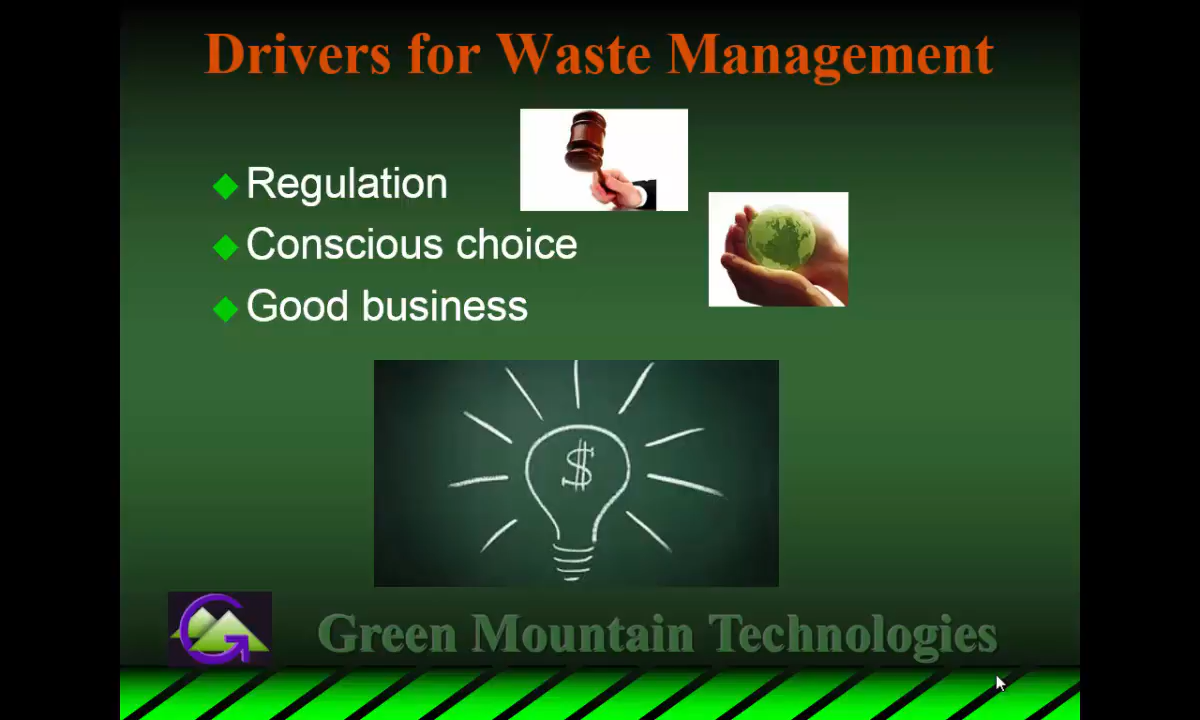 Drivers for Waste Management
Regulation
Conscious choice
Good business
$
Green Mountain Technologies